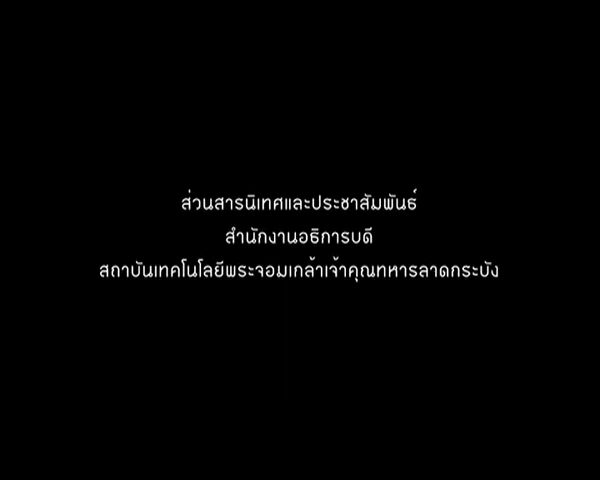 ส่วนสารนิเทศและประชาสัมพันธ์
สำนักงานอธิการบดี
สถาบันเทคโนโลยีพระจอมเกล้าเจ้าคุณทหารลาดกระบัง